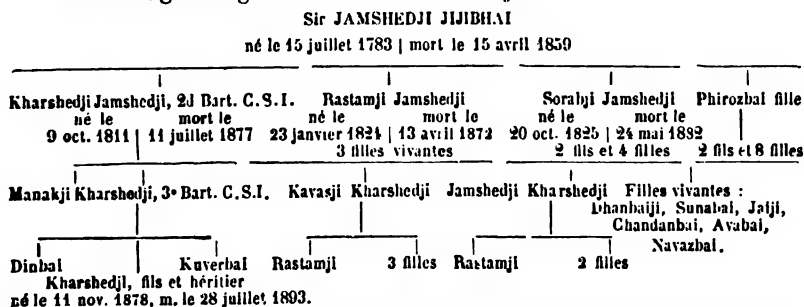 Sir JAMSHEDJI JIJIBHAI
né le 15 juillet 1783 | mort le 15 avril 1859
Kharshedji Jamshedji, 2d Bart. C.S.I. Rastamji Jamshedji Sorabji Jamshedji Phirozbai fille
né le mort le né le mort le né le mort le
9 oct. 1811 11 juillet 1877 23 janvier 1824 | 13 avril 1872 20 oct. 1825 | 24 mai 1892
3 filles vivantes 2 fils et 4 filles 2 fils et 8 filles
Manakji Kharshedji, 3e Bart. C.S.I. Kavasji Kharshedji Jamshedji Kharshedji Filles vivantes :
Dhanbaiji, Sunabai, Jaiji,
Chandanbai, Avabai,
Navazbai.
Dinbai Kuverbai Rastamji 3 filles Rastamji 2 filles
Kharshedji, fils et héritier
né le 11 nov. 1878, m. le 28 juillet 1893.